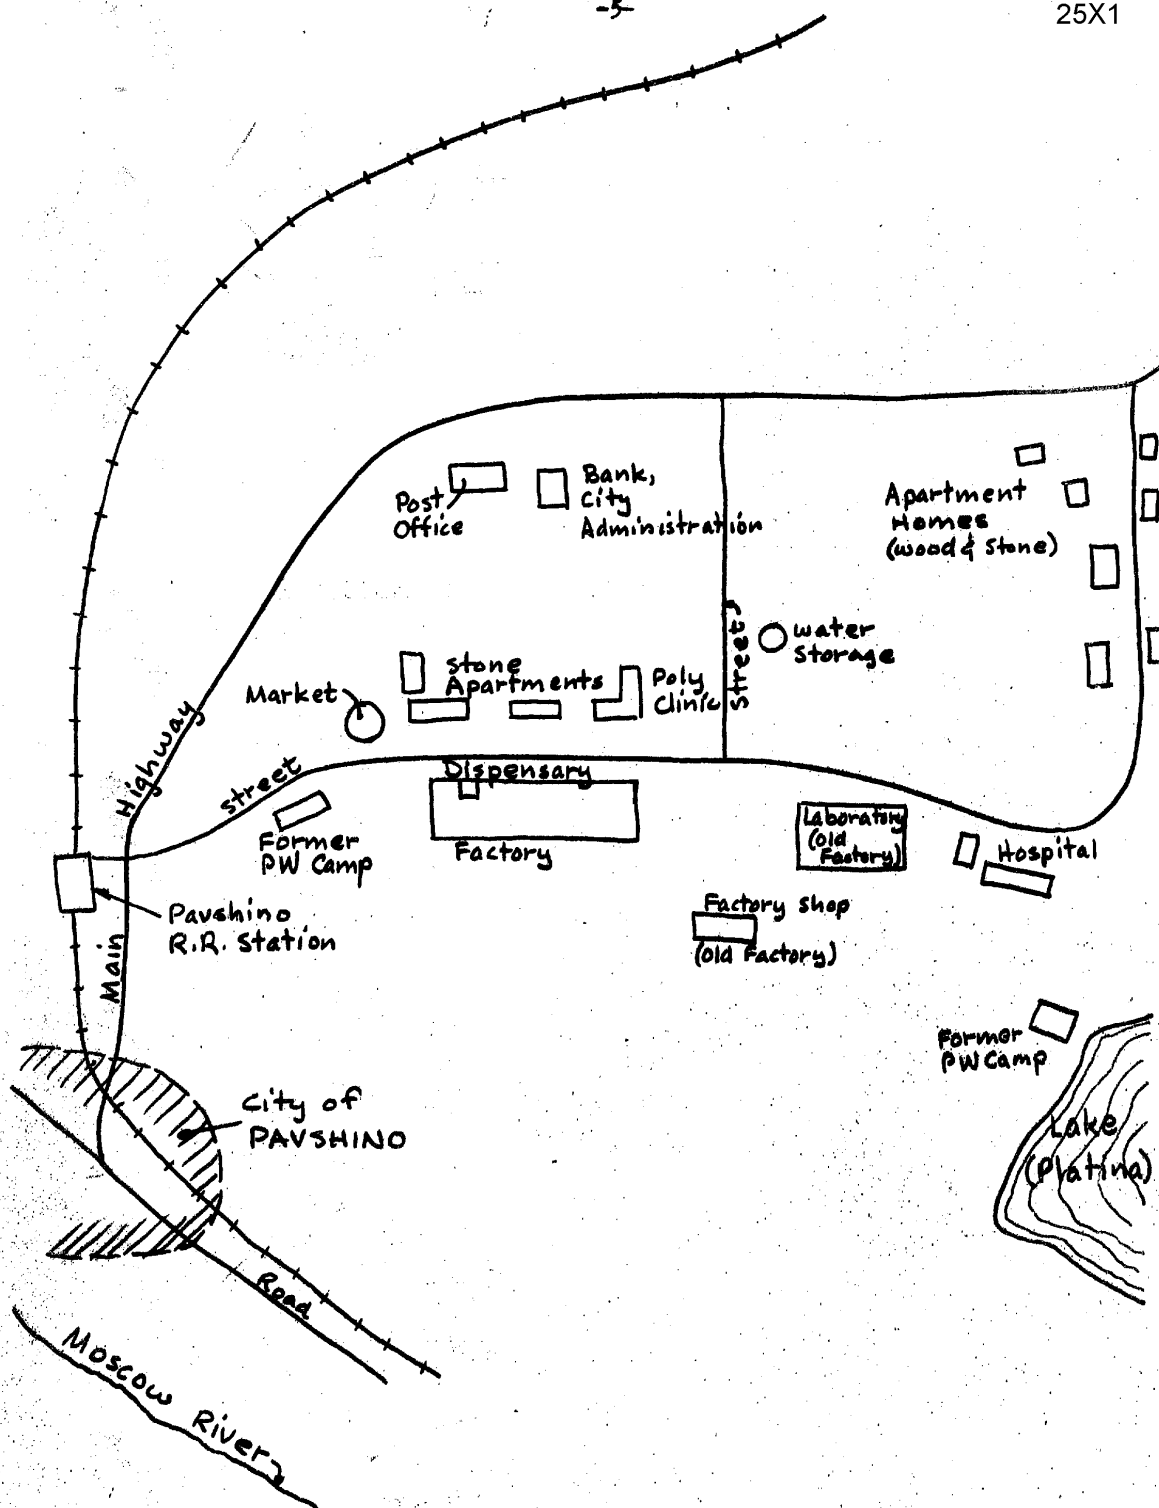 -5-
25X1
Post
Office
Bank,
City
Administration
Apartment
Homes
(wood & Stone)
Street
water
Storage
Stone
Apartments
Poly
Clinic
Market
Main Highway
Street
Dispensary
Factory
Former
PW Camp
Laboratory
(Old
Factory)
Hospital
Pavshino
R.R. Station
Factory Shop
(Old Factory)
Former
PW Camp
Lake
(Platina)
City of
PAVSHINO
Road
Moscow River